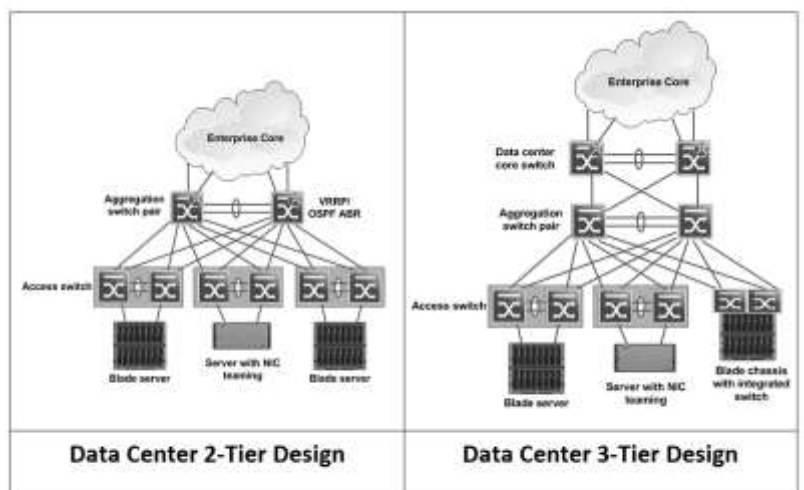 Enterprise Core
Aggregation
switch pair
VRRP/
OSPF ABR
Access switch
Blade server
Server with NIC
teaming
Blade server
Data Center 2-Tier Design
Enterprise Core
Data center
core switch
Aggregation
switch pair
Access switch
Blade server
Server with NIC
teaming
Blade chassis
with integrated
switch
Data Center 3-Tier Design